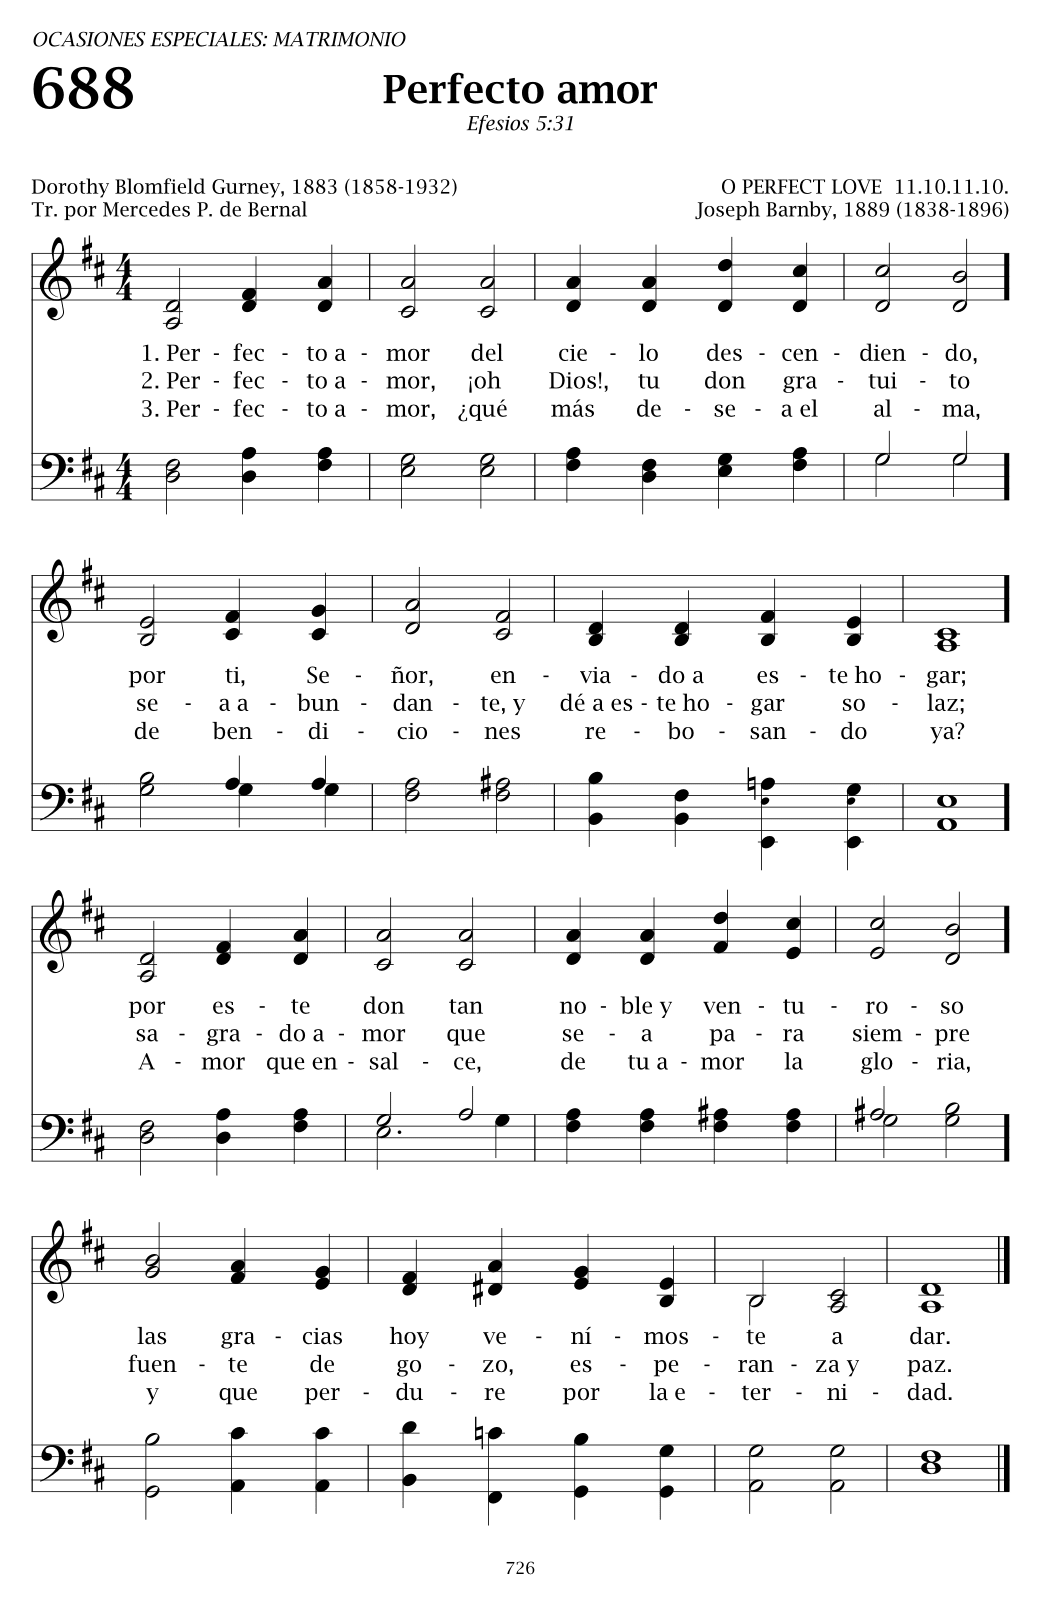 OCASIONES ESPECIALES: MATRIMONIO
688
Perfecto amor
Efesios 5:31
Dorothy Blomfield Gurney, 1883 (1858-1932)
O PERFECT LOVE 11.10.11.10.
Tr. por Mercedes P. de Bernal
Joseph Barnby, 1889 (1838-1896)
1. Per - fec - to a - mor del cie - lo des - cen - dien - do,
2. Per - fec - to a - mor, ¡oh Dios!, tu don gra - tui - to
3. Per - fec - to a - mor, ¿qué más de - se - a el al - ma,
por ti, Se - ñor, en - via - do a es - te ho - gar;
se - a a - bun - dan - te, y dé a es - te ho - gar so - laz;
de ben - di - cio - nes re - bo - san - do ya?
por es - te don tan no - ble y ven - tu - ro - so
sa - gra - do a - mor que se - a pa - ra siem - pre
A - mor que en - sal - ce, de tu a - mor la glo - ria,
las gra - cias hoy ve - ní - mos - te a dar.
fuen - te de go - zo, es - pe - ran - za y paz.
y que per - du - re por la e - ter - ni - dad.
726